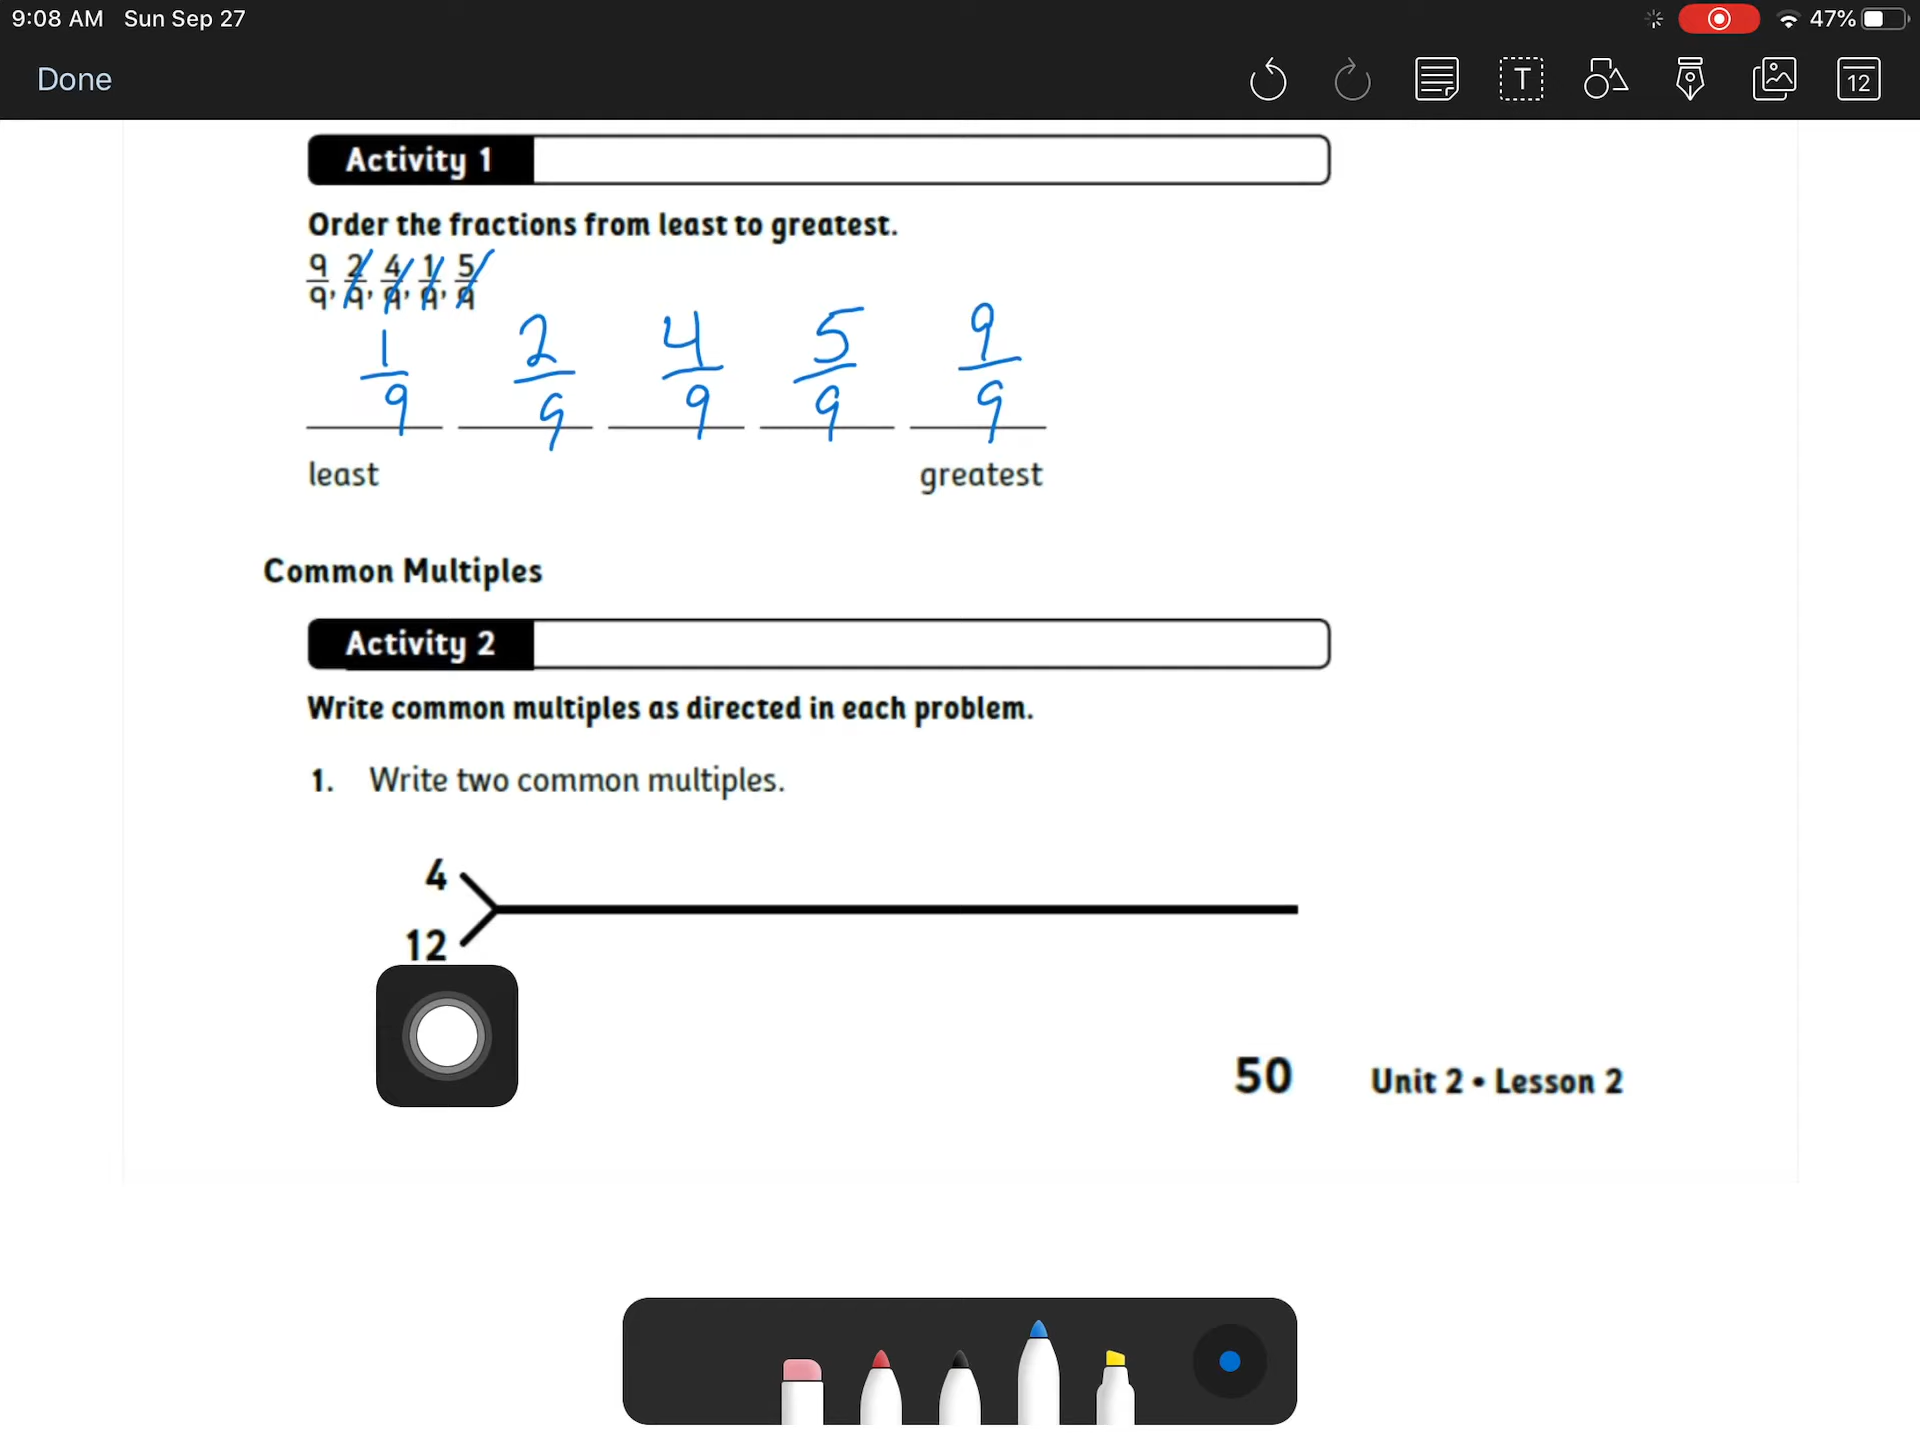 9:08 AM Sun Sep 27 47%
Done T 12
Activity 1
Order the fractions from least to greatest.
9/9, 2/9, 4/9, 1/9, 5/9
1/9 2/9 4/9 5/9 9/9
least greatest
Common Multiples
Activity 2
Write common multiples as directed in each problem.
1. Write two common multiples.
4
12
50 Unit 2 • Lesson 2